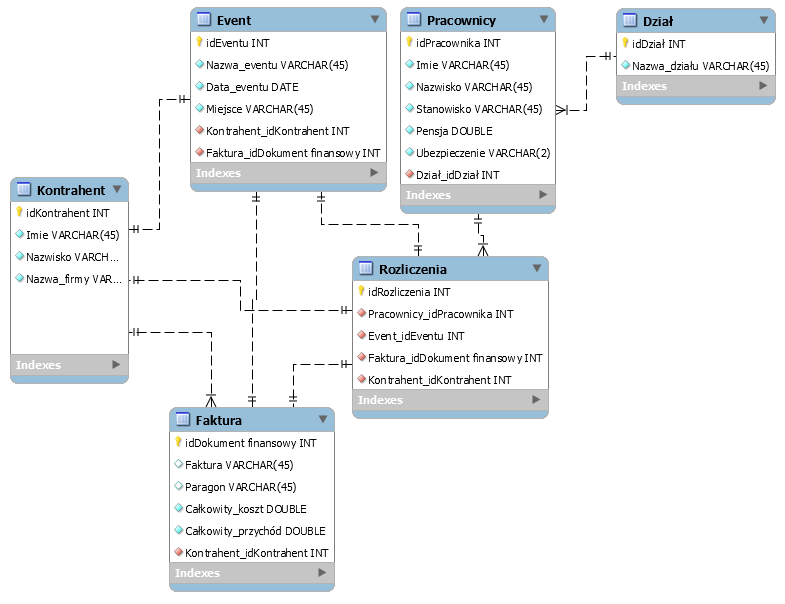 Event
idEventu INT
Nazwa_eventu VARCHAR(45)
Data_eventu DATE
Miejsce VARCHAR(45)
Kontrahent_idKontrahent INT
Faktura_idDokument finansowy INT
Indexes
Pracownicy
idPracownika INT
Imie VARCHAR(45)
Nazwisko VARCHAR(45)
Stanowisko VARCHAR(45)
Pensja DOUBLE
Ubezpieczenie VARCHAR(2)
Dział_idDział INT
Indexes
Dział
idDział INT
Nazwa_działu VARCHAR(45)
Indexes
Kontrahent
idKontrahent INT
Imie VARCHAR(45)
Nazwisko VARCH...
Nazwa_firmy VAR...
Indexes
Rozliczenia
idRozliczenia INT
Pracownicy_idPracownika INT
Event_idEventu INT
Faktura_idDokument finansowy INT
Kontrahent_idKontrahent INT
Indexes
Faktura
idDokument finansowy INT
Faktura VARCHAR(45)
Paragon VARCHAR(45)
Całkowity_koszt DOUBLE
Całkowity_przychód DOUBLE
Kontrahent_idKontrahent INT
Indexes